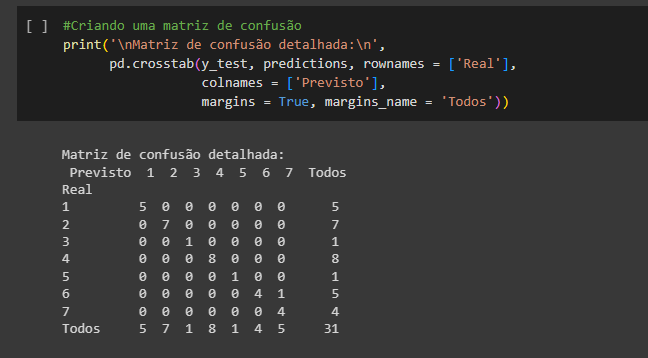 [ ] #Criando uma matriz de confusão
print('\nMatriz de confusão detalhada:\n',
pd.crosstab(y_test, predictions, rownames = ['Real'],
colnames = ['Previsto'],
margins = True, margins_name = 'Todos'))
Matriz de confusão detalhada:
Previsto 1 2 3 4 5 6 7 Todos
Real
1 5 0 0 0 0 0 0 5
2 0 7 0 0 0 0 0 7
3 0 0 1 0 0 0 0 1
4 0 0 0 8 0 0 0 8
5 0 0 0 0 1 0 0 1
6 0 0 0 0 0 4 1 5
7 0 0 0 0 0 0 4 4
Todos 5 7 1 8 1 4 5 31